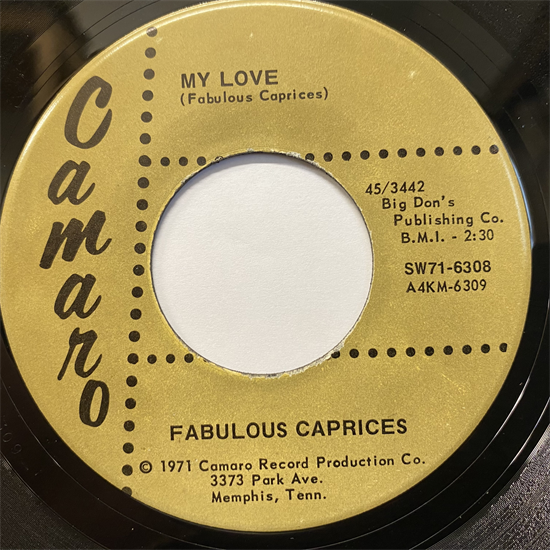 Camaro
MY LOVE
(Fabulous Caprices)
45/3442
Big Don's
Publishing Co.
B.M.I. - 2:30
SW71-6308
A4KM-6309
FABULOUS CAPRICES
© 1971 Camaro Record Production Co.
3373 Park Ave.
Memphis, Tenn.